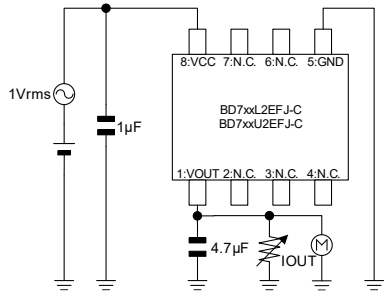 8:VCC 7:N.C. 6:N.C. 5:GND
1Vrms
BD7xxL2EFJ-C
BD7xxU2EFJ-C
1µF
1:VOUT 2:N.C. 3:N.C. 4:N.C.
4.7µF
IOUT
M